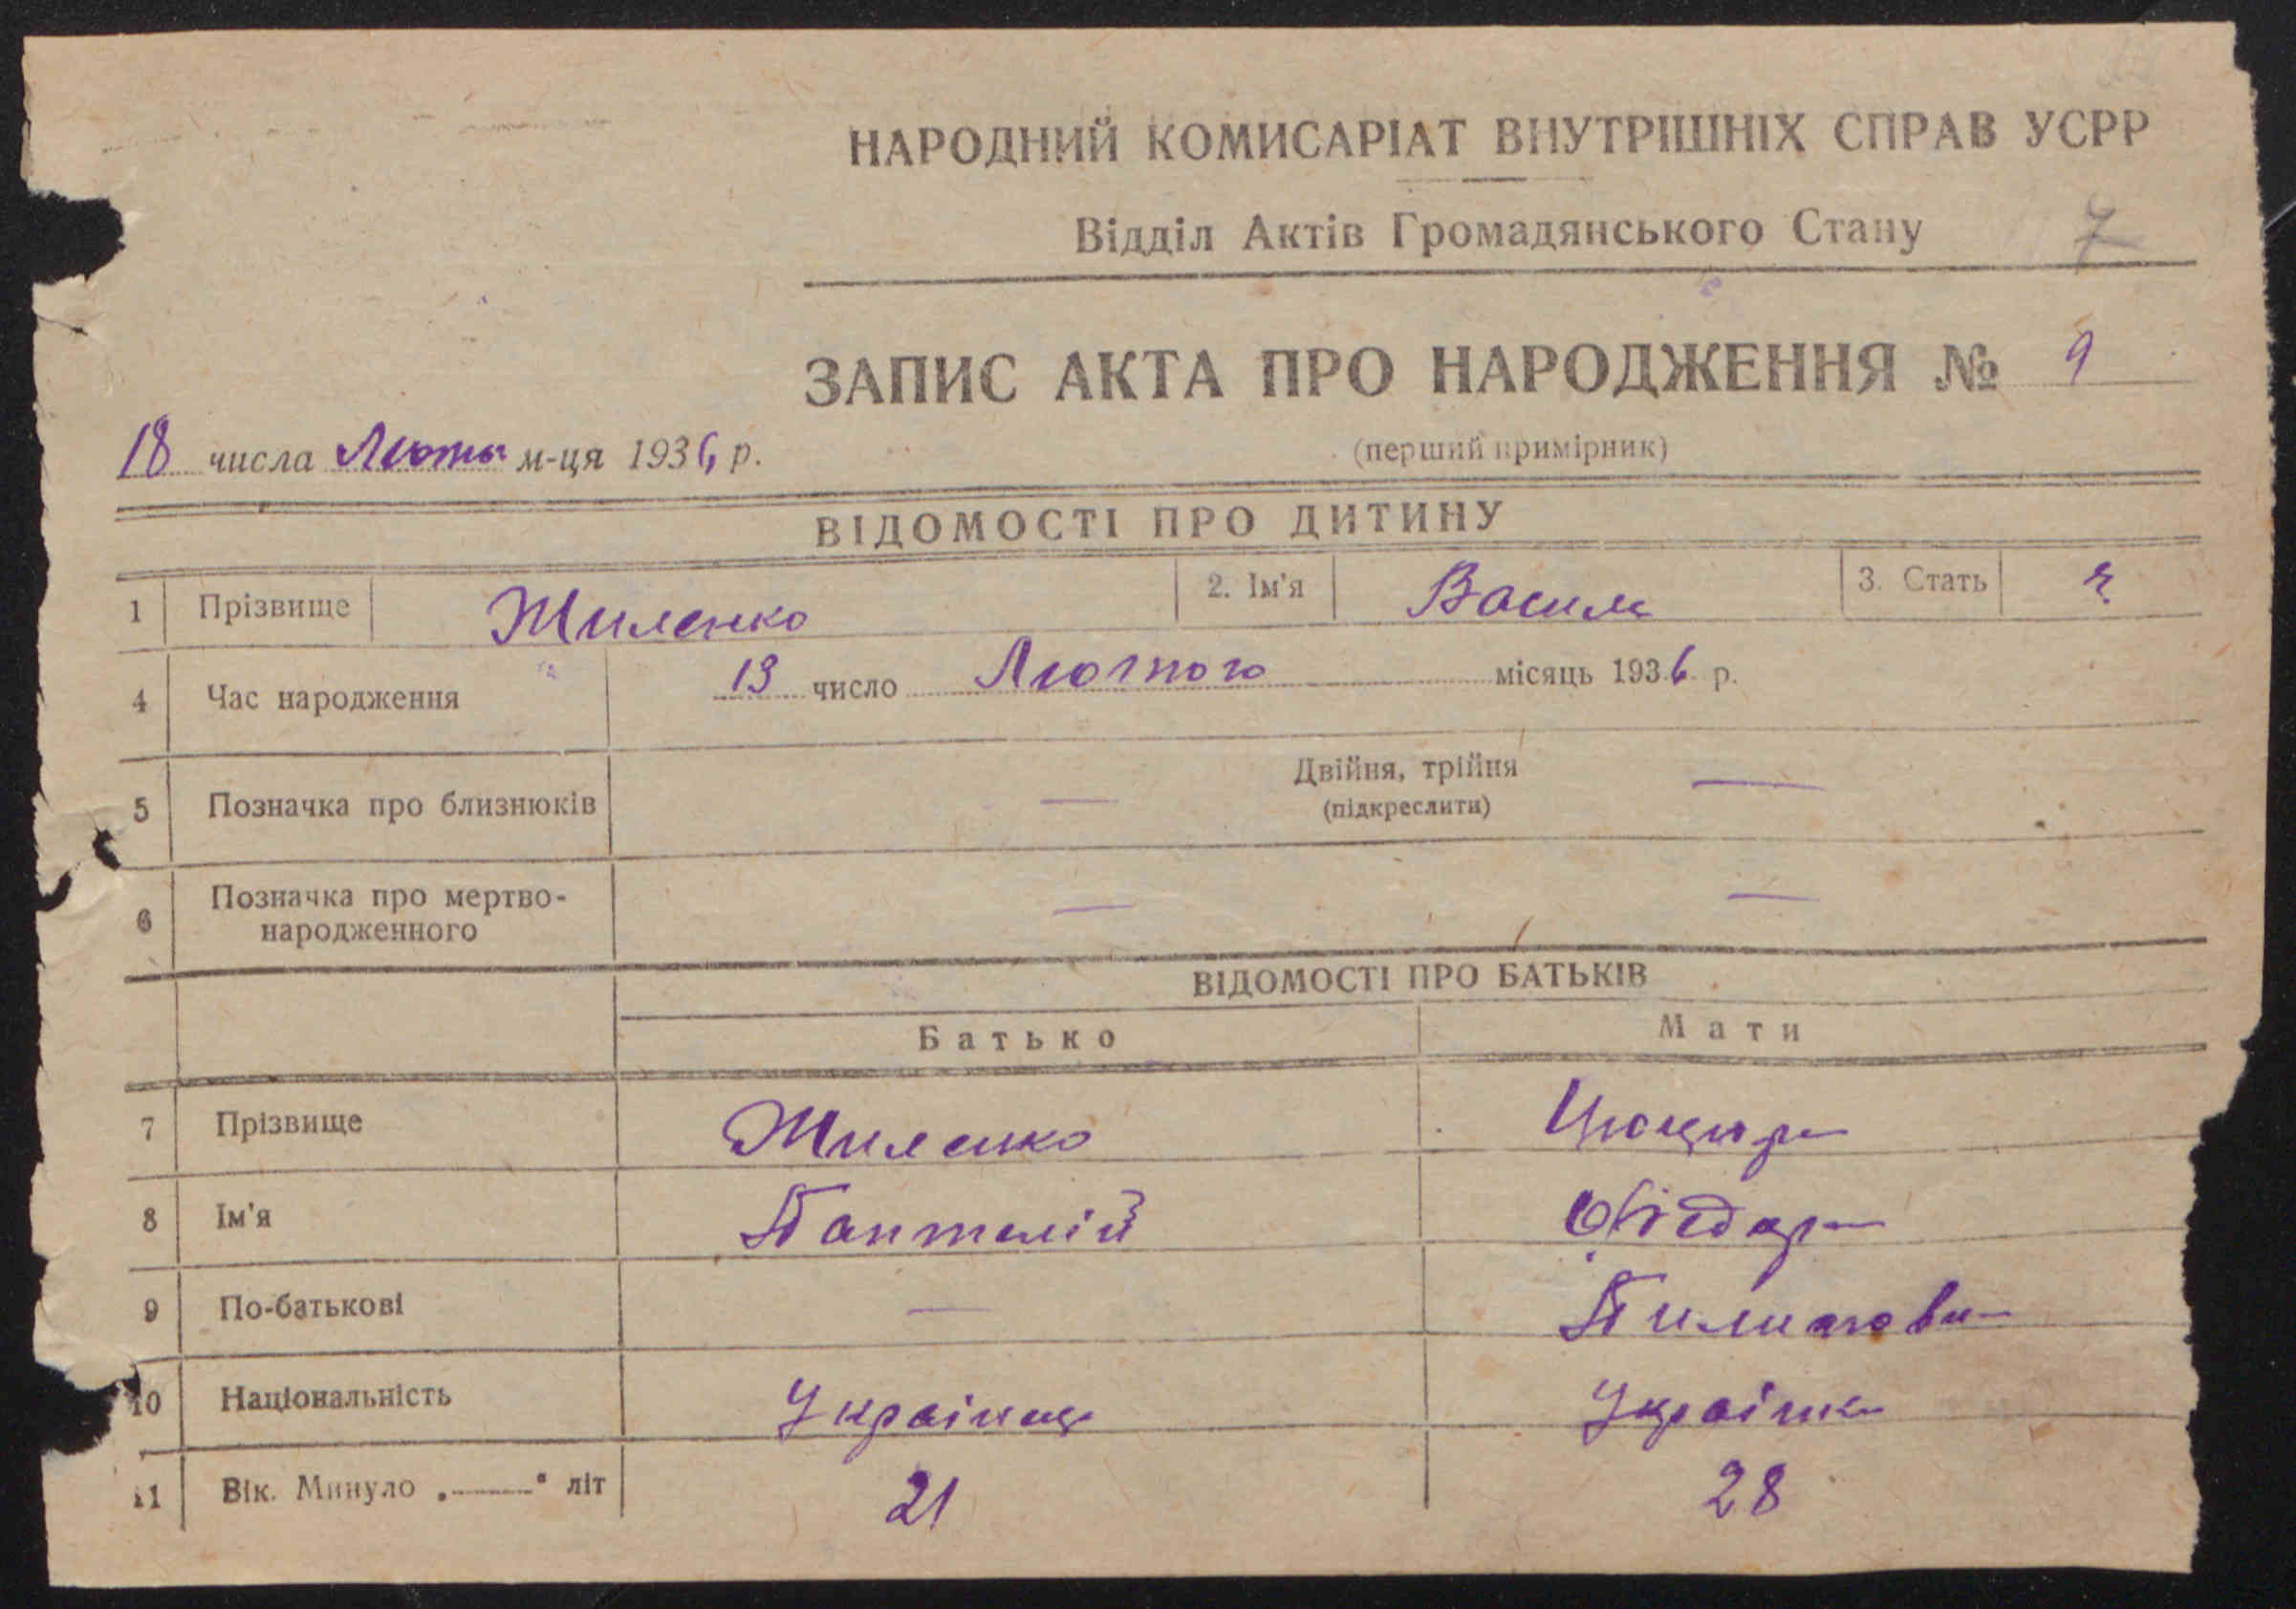 НАРОДНИЙ КОМИСАРІАТ ВНУТРІШНІХ СПРАВ УСРР
Відділ Актів Громадянського Стану 7
ЗАПИС АКТА ПРО НАРОДЖЕННЯ № 9
18 числа м-ця 1936 р.
(перший примірник)
ВІДОМОСТІ ПРО ДИТИНУ
1 Прізвище Жиленко 2. Ім'я Василь 3. Стать ч
4 Час народження 13 число Лютого місяць 1936 р.
5 Позначка про близнюків — Двійня, трійня —
(підкреслити)
6 Позначка про мертво-
народженного — —
ВІДОМОСТІ ПРО БАТЬКІВ
Батько Мати
7 Прізвище Жиленко
8 Ім'я Пантелій
9 По-батькові —
10 Національність Українець Українка
11 Вік. Минуло „——" літ 21 28